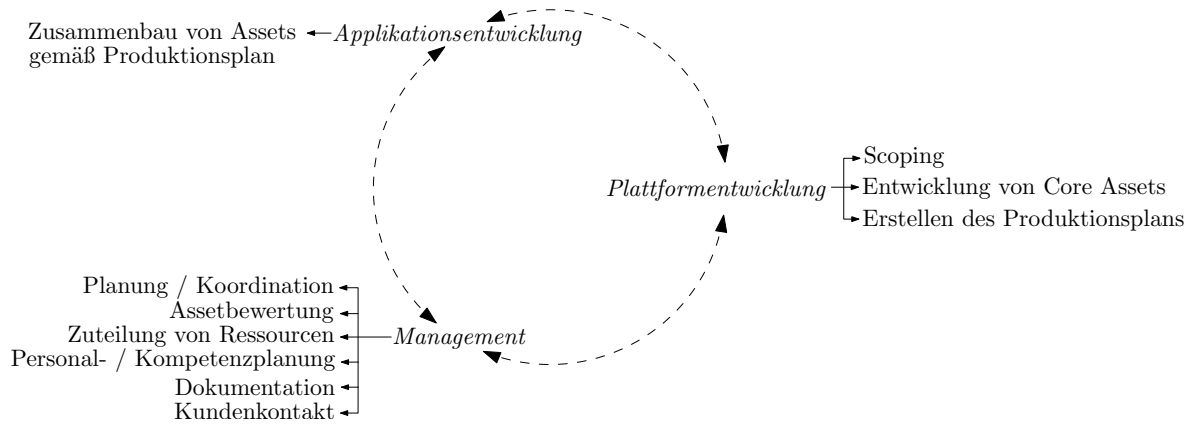 Zusammenbau von Assets
gemäß Produktionsplan
Applikationsentwicklung
Plattformentwicklung
Scoping
Entwicklung von Core Assets
Erstellen des Produktionsplans
Planung / Koordination
Assetbewertung
Zuteilung von Ressourcen
Personal- / Kompetenzplanung
Dokumentation
Kundenkontakt
Management